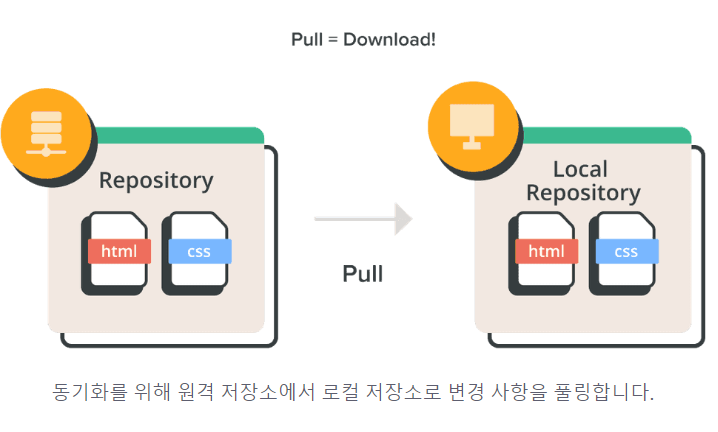 Pull = Download!
Repository
html
css
Pull
Local
Repository
html
css
동기화를 위해 원격 저장소에서 로컬 저장소로 변경 사항을 풀링합니다.